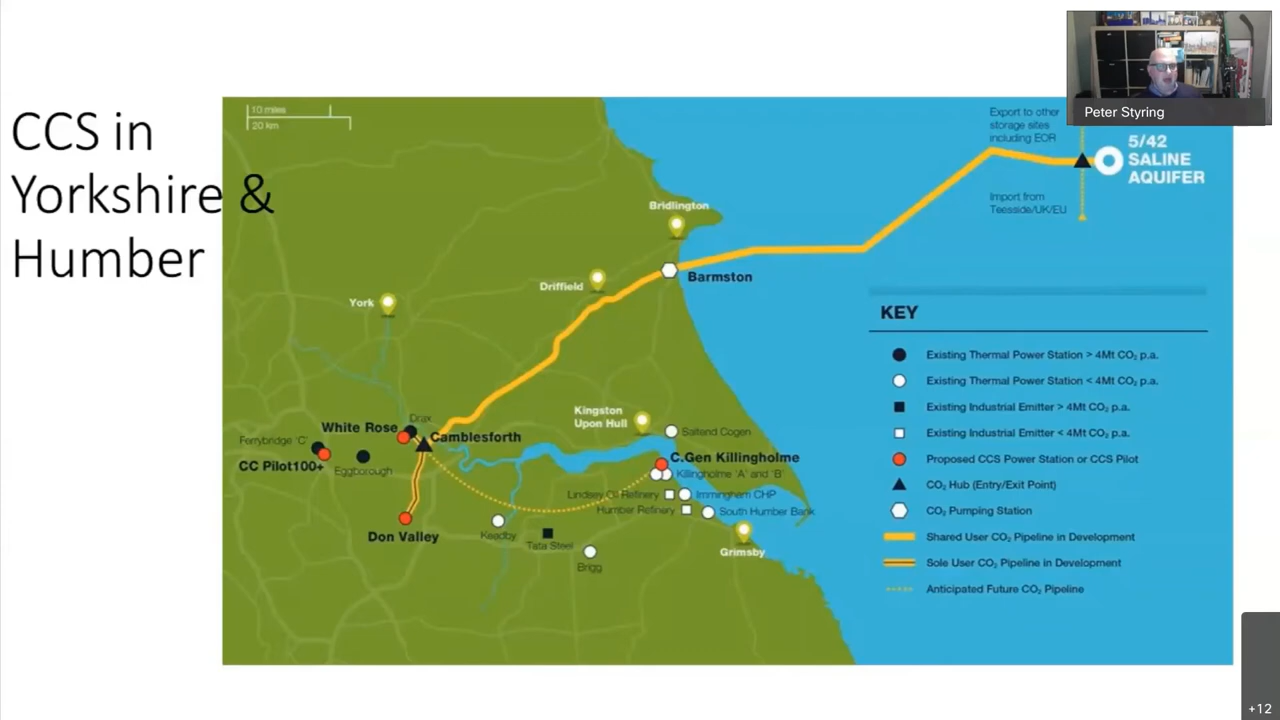 CCS in
Yorkshire &
Humber
10 miles
20 km
Peter Styring
Export to other
storage sites
including EOR
5/42
SALINE
AQUIFER
Import from
Teesside/UK/EU
Bridlington
Barmston
Driffield
York
KEY
Existing Thermal Power Station > 4Mt CO₂ p.a.
Existing Thermal Power Station < 4Mt CO₂ p.a.
Existing Industrial Emitter > 4Mt CO₂ p.a.
Existing Industrial Emitter < 4Mt CO₂ p.a.
Proposed CCS Power Station or CCS Pilot
CO₂ Hub (Entry/Exit Point)
CO₂ Pumping Station
Shared User CO₂ Pipeline in Development
Sole User CO₂ Pipeline in Development
Anticipated Future CO₂ Pipeline
Kingston
Upon Hull
Drax
White Rose
Camblesforth
Saltend Cogen
Ferrybridge 'C'
CC Pilot100+
Eggborough
C.Gen Killingholme
Killingholme 'A' and 'B'
Lindsey Oil Refinery
Immingham CHP
Humber Refinery
South Humber Bank
Don Valley
Keadby
Tata Steel
Brigg
Grimsby
+12